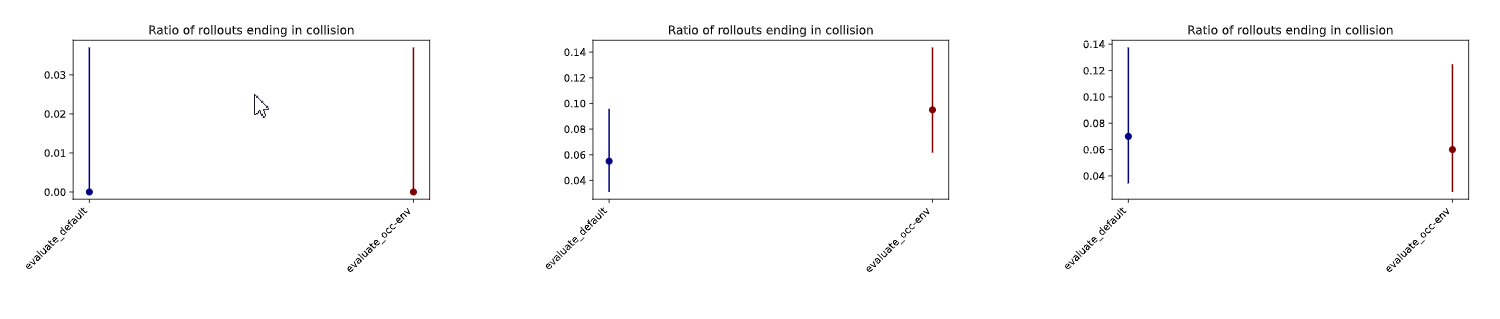 Ratio of rollouts ending in collision
0.03
0.02
0.01
0.00
evaluate_default
evaluate_occ-env
Ratio of rollouts ending in collision
0.14
0.12
0.10
0.08
0.06
0.04
evaluate_default
evaluate_occ-env
Ratio of rollouts ending in collision
0.14
0.12
0.10
0.08
0.06
0.04
evaluate_default
evaluate_occ-env